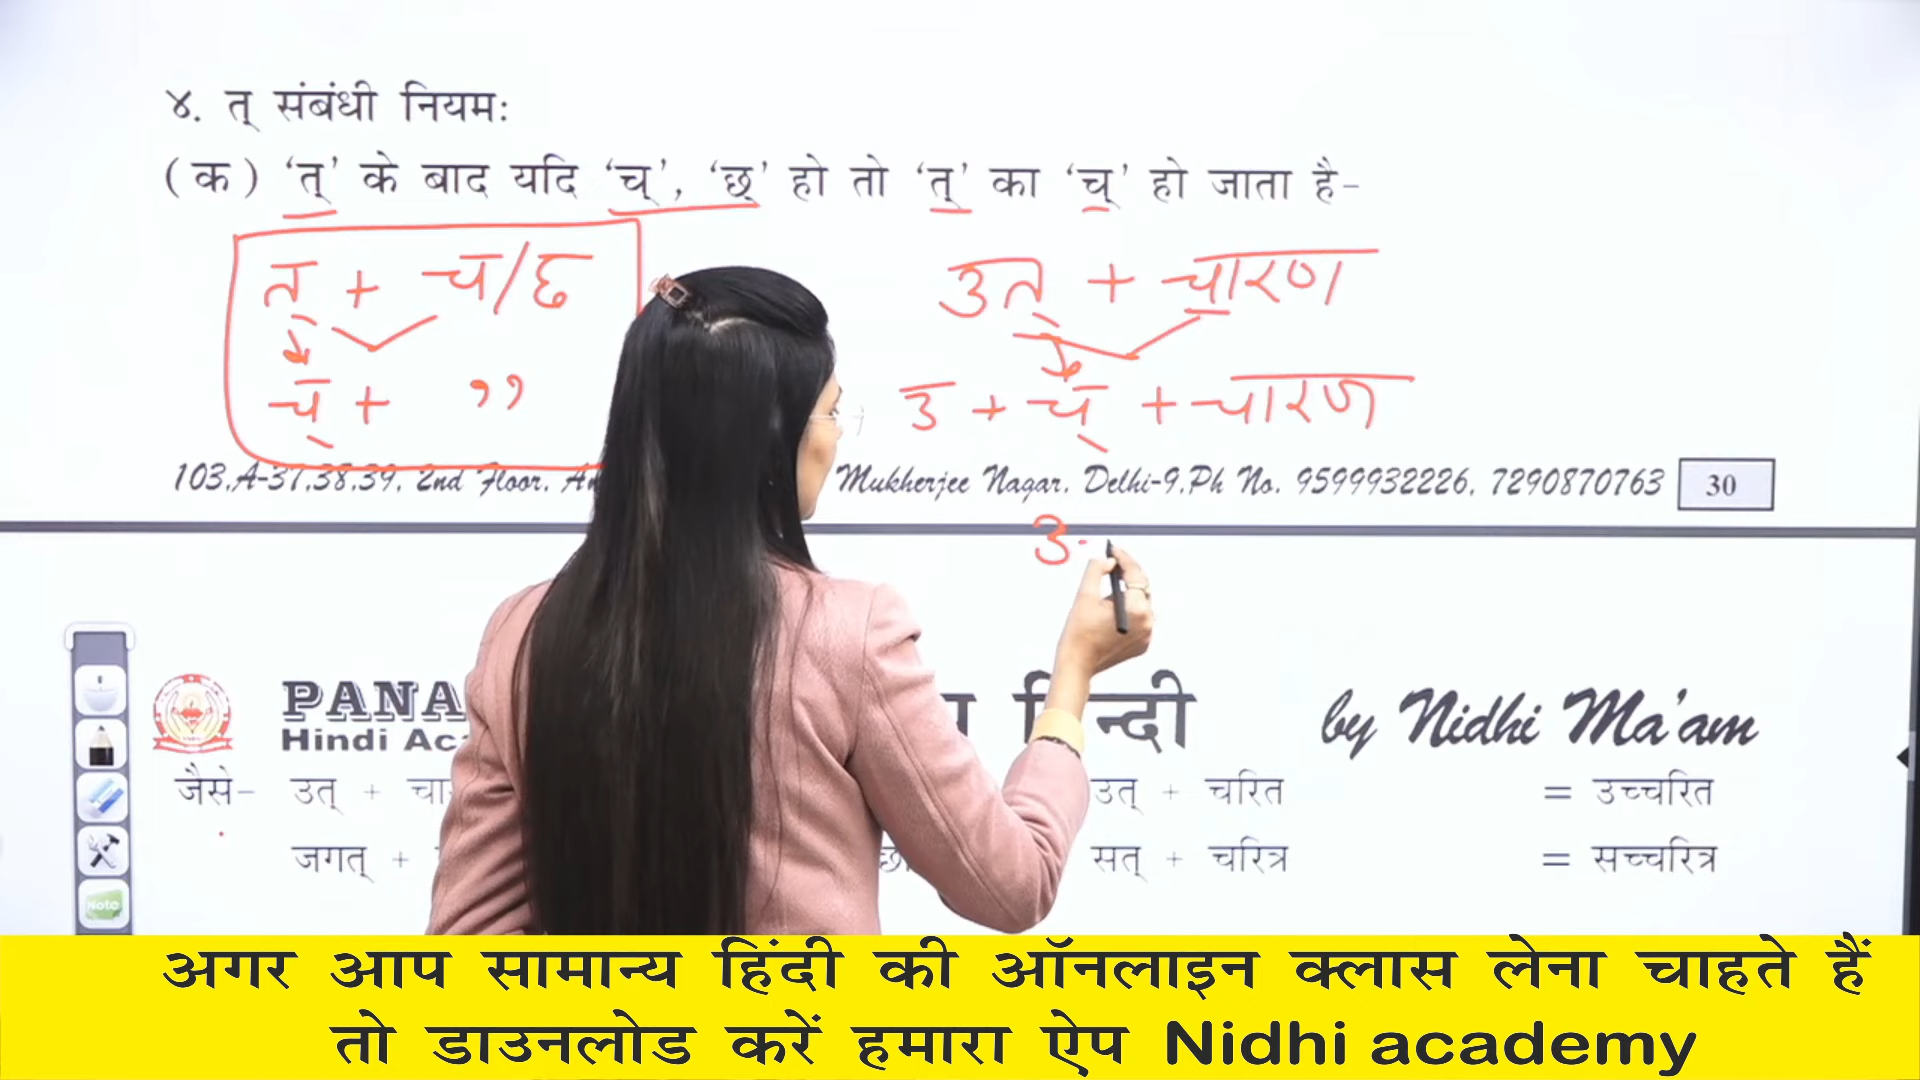 ४. त् संबंधी नियमः
(क) ‘त्’ के बाद यदि ‘च्’, ‘छ्’ हो तो ‘त्’ का ‘च्’ हो जाता है-
त् + च/छ
च् + ,,
उत् + चारण
उ + च् + चारण
103,A-37,38,39, 2nd Floor, Mukherjee Nagar, Delhi-9,Ph No. 9599932226, 7290870763 30
उ
PANA
Hindi Ac
by Nidhi Ma'am
जैसे- उत् + चा
उत् + चरित = उच्चरित
जगत् +
सत् + चरित्र = सच्चरित्र
Note
अगर आप सामान्य हिंदी की ऑनलाइन क्लास लेना चाहते हैं
तो डाउनलोड करें हमारा ऐप Nidhi academy